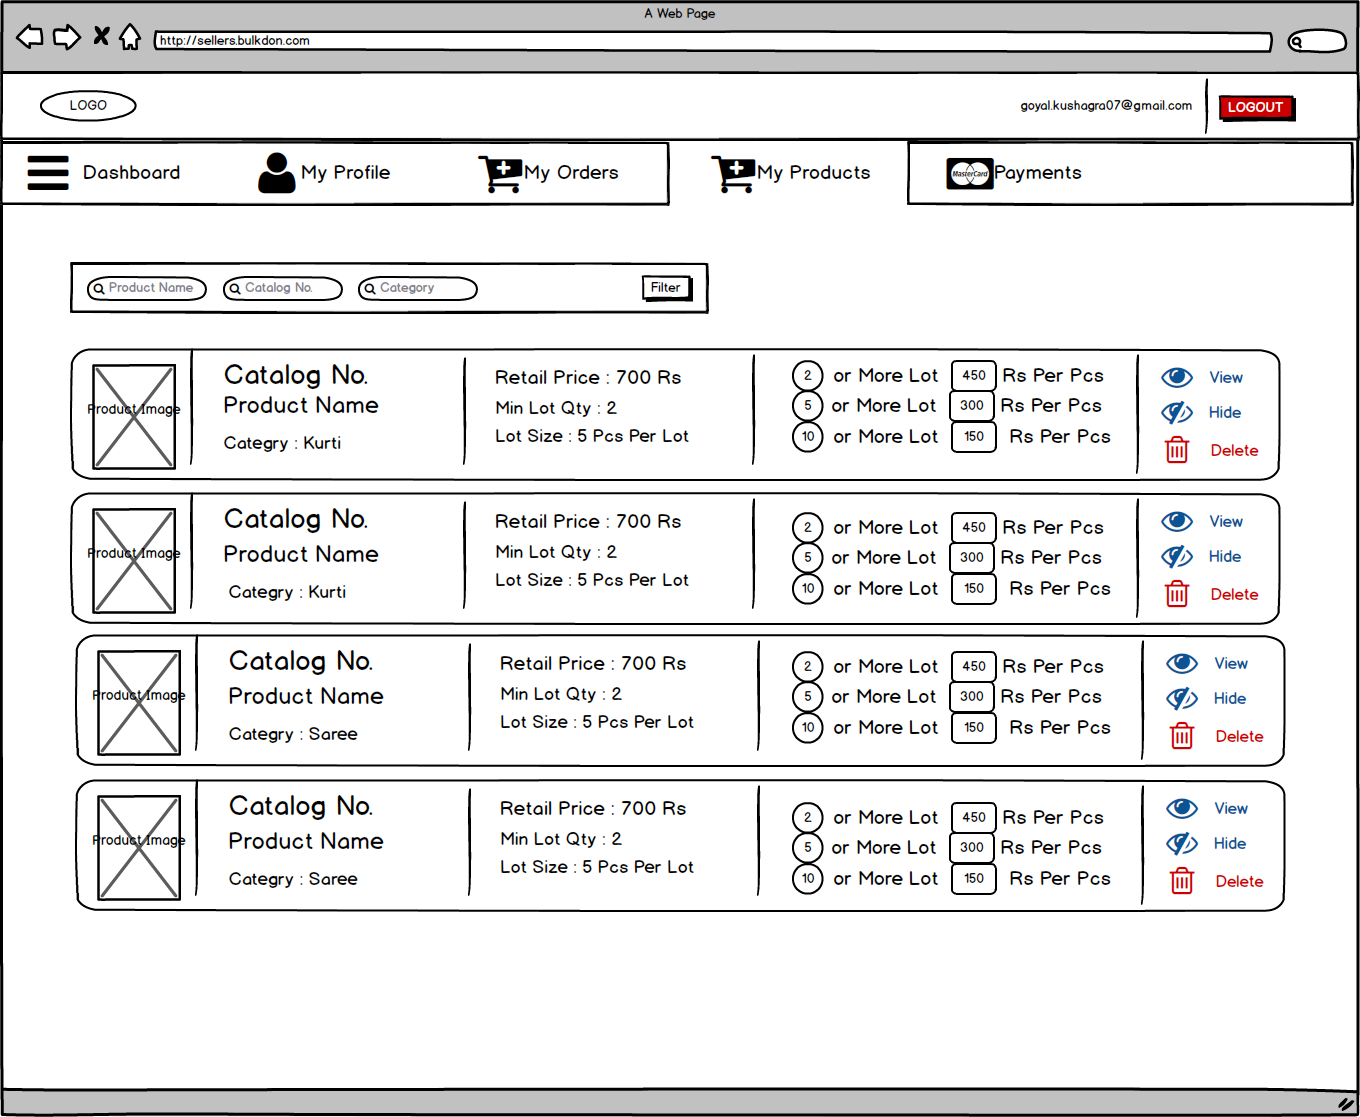 A Web Page
http://sellers.bulkdon.com
LOGO
goyal.kushagra07@gmail.com
LOGOUT
Dashboard
My Profile
My Orders
My Products
MasterCard
Payments
Product Name
Catalog No.
Category
Filter
Product Image
Catalog No.
Product Name
Categry : Kurti
Retail Price : 700 Rs
Min Lot Qty : 2
Lot Size : 5 Pcs Per Lot
2 or More Lot 450 Rs Per Pcs
5 or More Lot 300 Rs Per Pcs
10 or More Lot 150 Rs Per Pcs
View
Hide
Delete
Product Image
Catalog No.
Product Name
Categry : Kurti
Retail Price : 700 Rs
Min Lot Qty : 2
Lot Size : 5 Pcs Per Lot
2 or More Lot 450 Rs Per Pcs
5 or More Lot 300 Rs Per Pcs
10 or More Lot 150 Rs Per Pcs
View
Hide
Delete
Product Image
Catalog No.
Product Name
Categry : Saree
Retail Price : 700 Rs
Min Lot Qty : 2
Lot Size : 5 Pcs Per Lot
2 or More Lot 450 Rs Per Pcs
5 or More Lot 300 Rs Per Pcs
10 or More Lot 150 Rs Per Pcs
View
Hide
Delete
Product Image
Catalog No.
Product Name
Categry : Saree
Retail Price : 700 Rs
Min Lot Qty : 2
Lot Size : 5 Pcs Per Lot
2 or More Lot 450 Rs Per Pcs
5 or More Lot 300 Rs Per Pcs
10 or More Lot 150 Rs Per Pcs
View
Hide
Delete